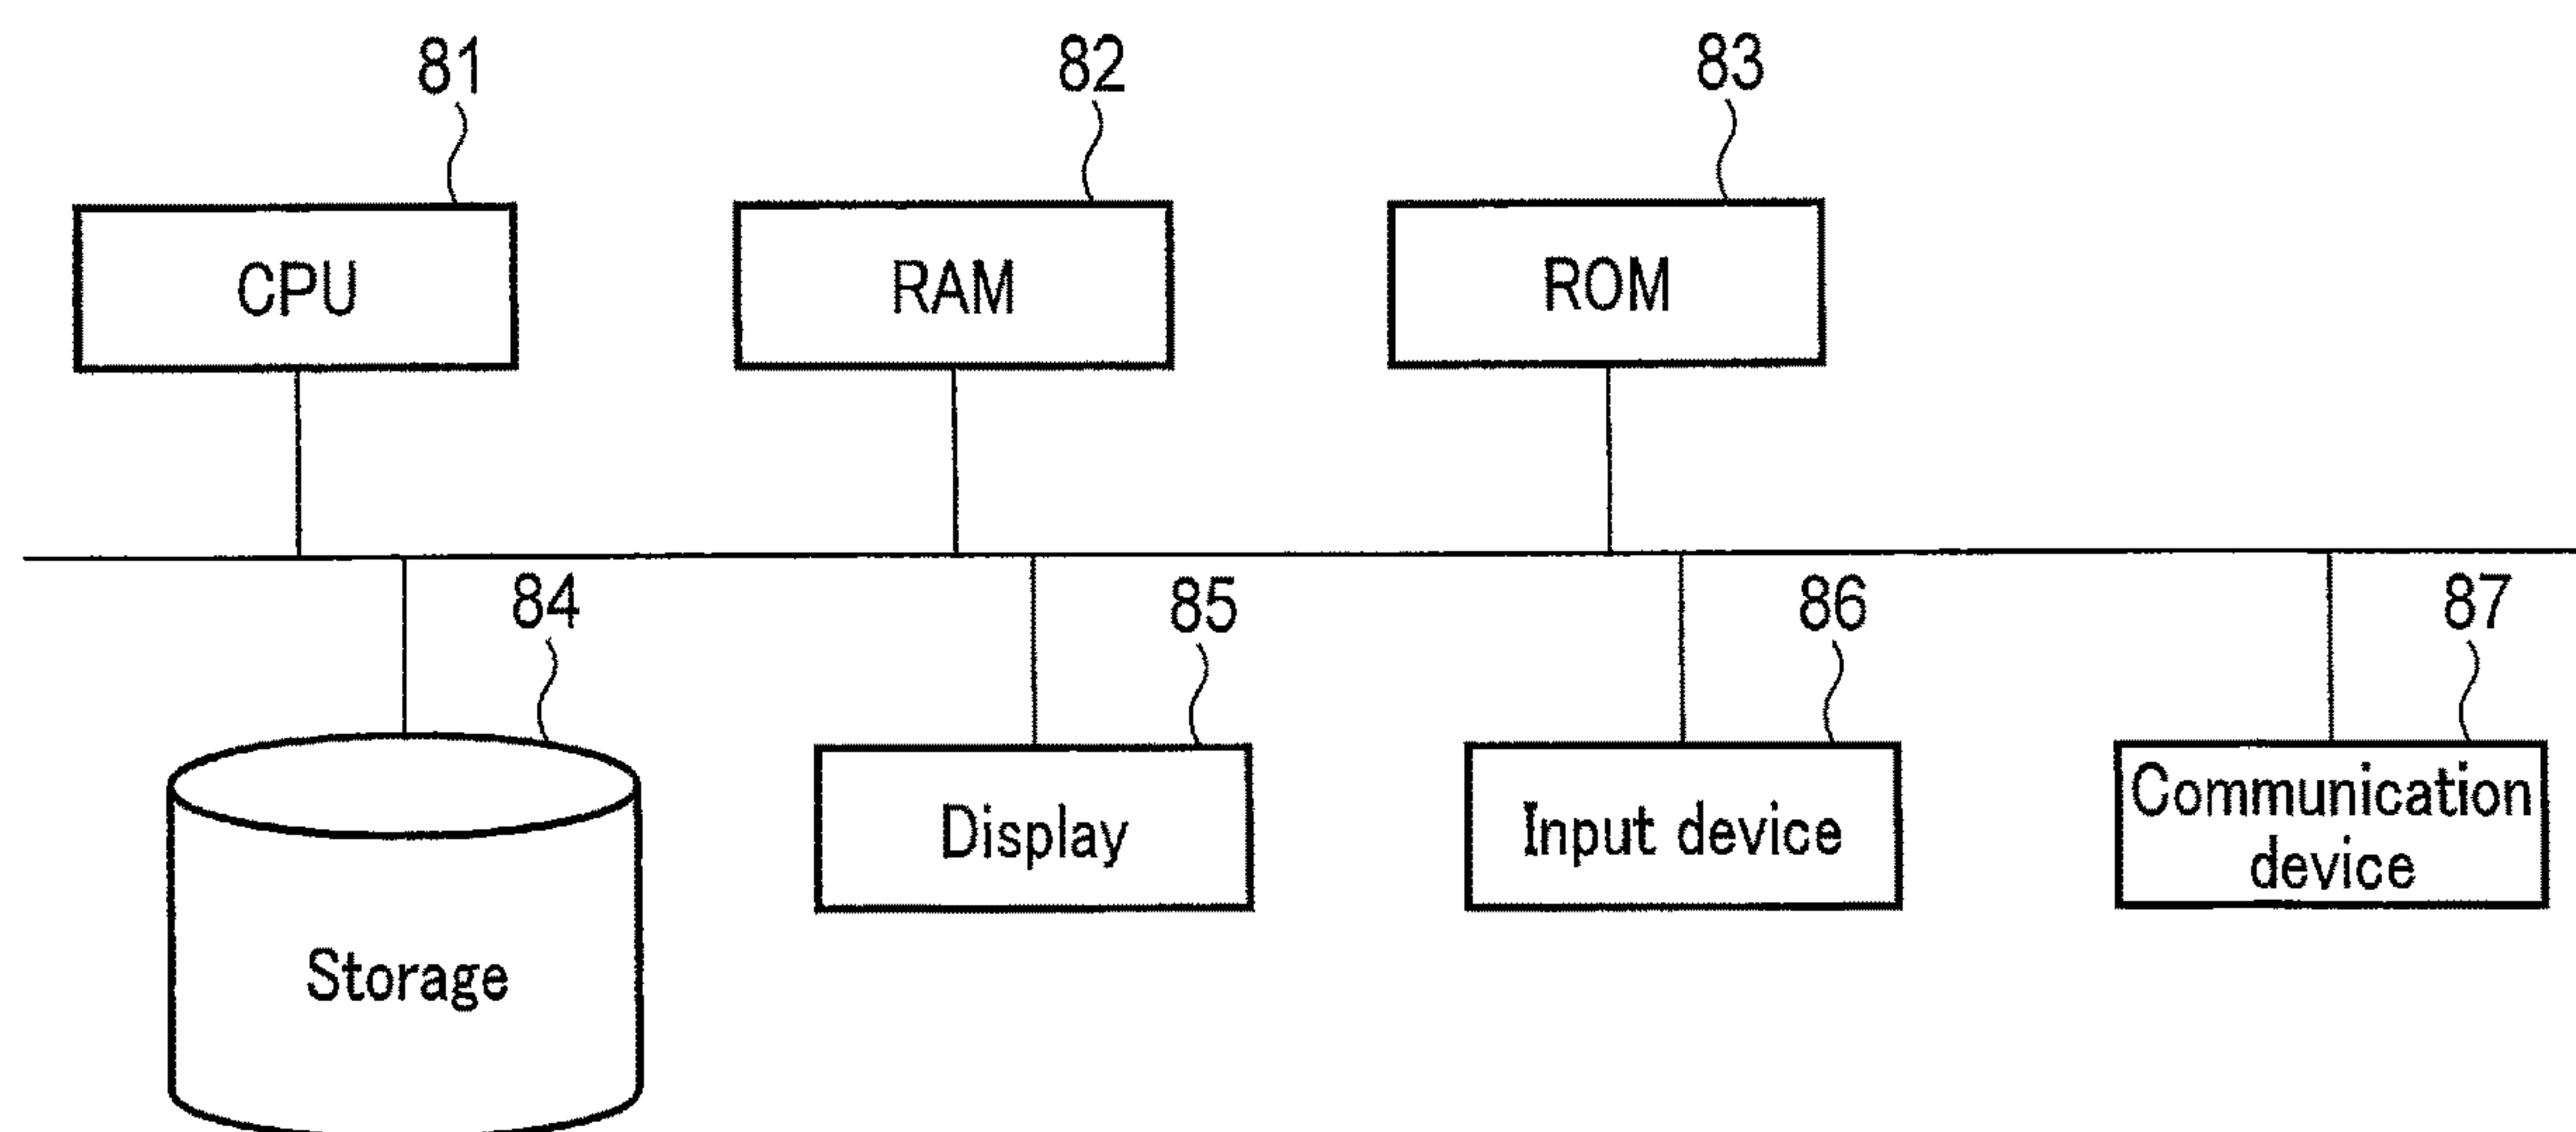 81
82
83
CPU
RAM
ROM
84
85
86
87
Storage
Display
Input device
Communication
device